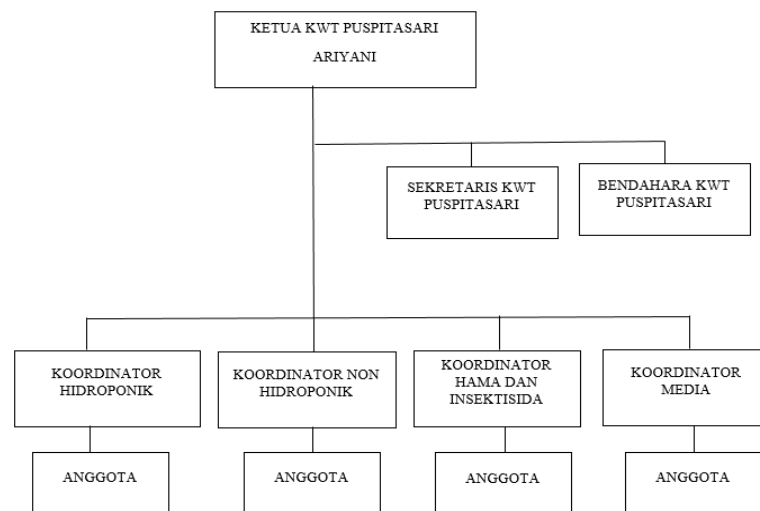 KETUA KWT PUSPITASARI
ARIYANI
SEKRETARIS KWT
PUSPITASARI
BENDAHARA KWT
PUSPITASARI
KOORDINATOR
HIDROPONIK
KOORDINATOR NON
HIDROPONIK
KOORDINATOR
HAMA DAN
INSEKTISIDA
KOORDINATOR
MEDIA
ANGGOTA
ANGGOTA
ANGGOTA
ANGGOTA